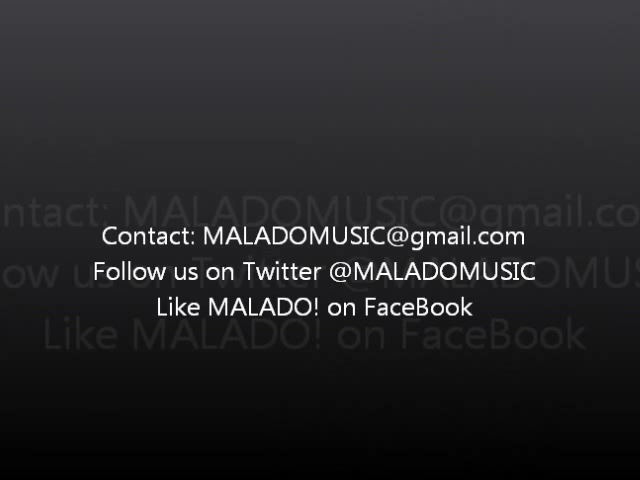 Contact: MALADOMUSIC@gmail.com
Follow us on Twitter @MALADOMUSIC
Like MALADO! on FaceBook